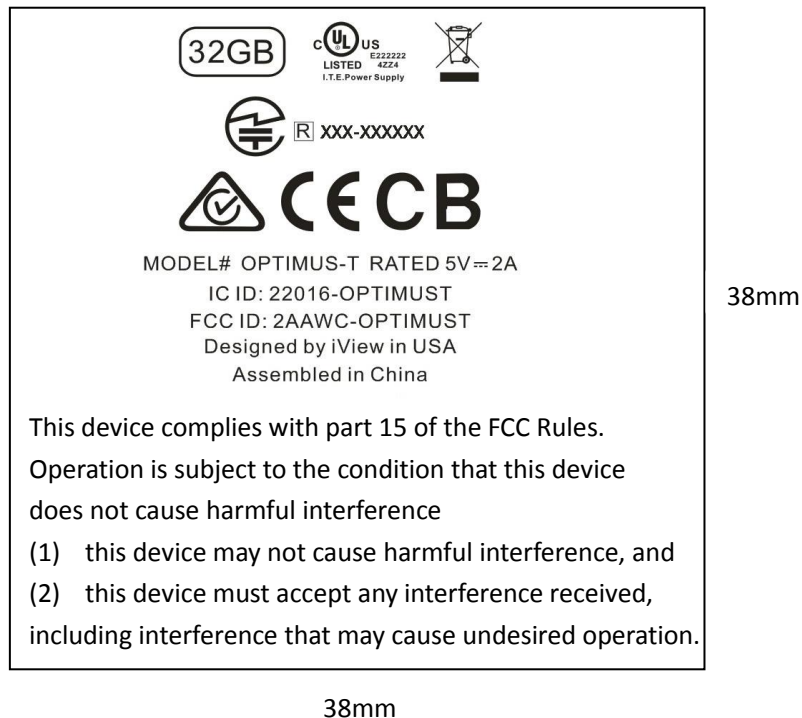 32GB
C UL US
LISTED
E222222
4ZZ4
I.T.E.Power Supply
R XXX-XXXXXX
CE CB
MODEL# OPTIMUS-T RATED 5V⎓2A
IC ID: 22016-OPTIMUST
FCC ID: 2AAWC-OPTIMUST
Designed by iView in USA
Assembled in China
This device complies with part 15 of the FCC Rules.
Operation is subject to the condition that this device
does not cause harmful interference
(1) this device may not cause harmful interference, and
(2) this device must accept any interference received,
including interference that may cause undesired operation.
38mm
38mm